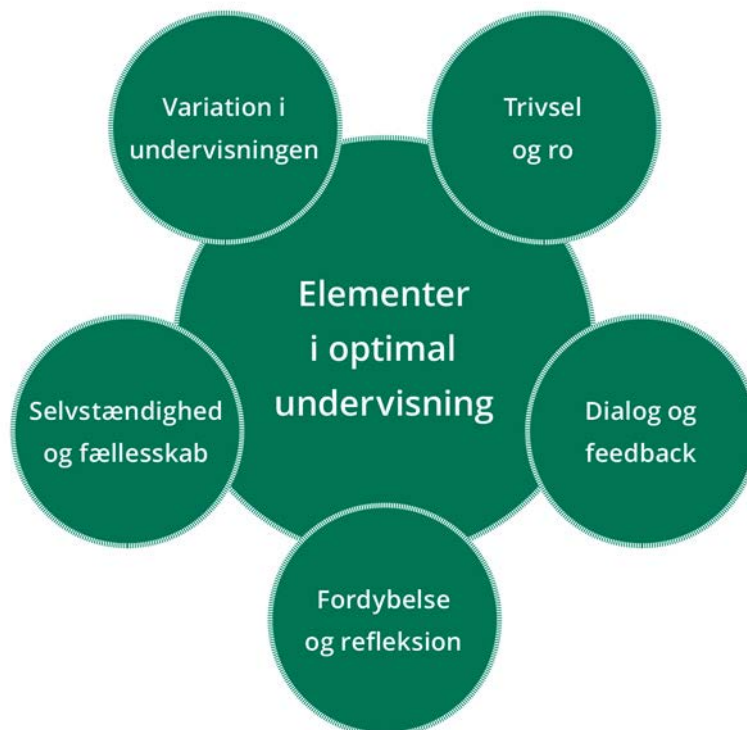 Variation i
undervisningen
Trivsel
og ro
Elementer
i optimal
undervisning
Selvstændighed
og fællesskab
Dialog og
feedback
Fordybelse
og refleksion